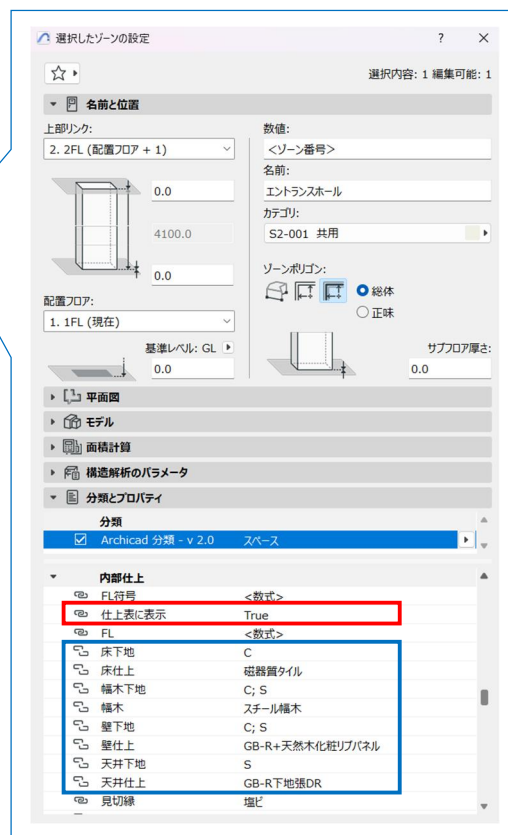 選択したゾーンの設定
?
×
選択内容: 1 編集可能: 1
名前と位置
上部リンク:
2. 2FL (配置フロア + 1)
0.0
4100.0
0.0
配置フロア:
1. 1FL (現在)
基準レベル: GL
0.0
数値:
<ゾーン番号>
名前:
エントランスホール
カテゴリ:
S2-001 共用
ゾーンポリゴン:
総体
正味
サブフロア厚さ:
0.0
平面図
モデル
面積計算
構造解析のパラメータ
分類とプロパティ
分類
Archicad 分類 - v 2.0 スペース
内部仕上
FL符号 <数式>
仕上表に表示 True
FL <数式>
床下地 C
床仕上 磁器質タイル
幅木下地 C; S
幅木 スチール幅木
壁下地 C; S
壁仕上 GB-R+天然木化粧リブパネル
天井下地 S
天井仕上 GB-R下地張DR
見切縁 塩ビ